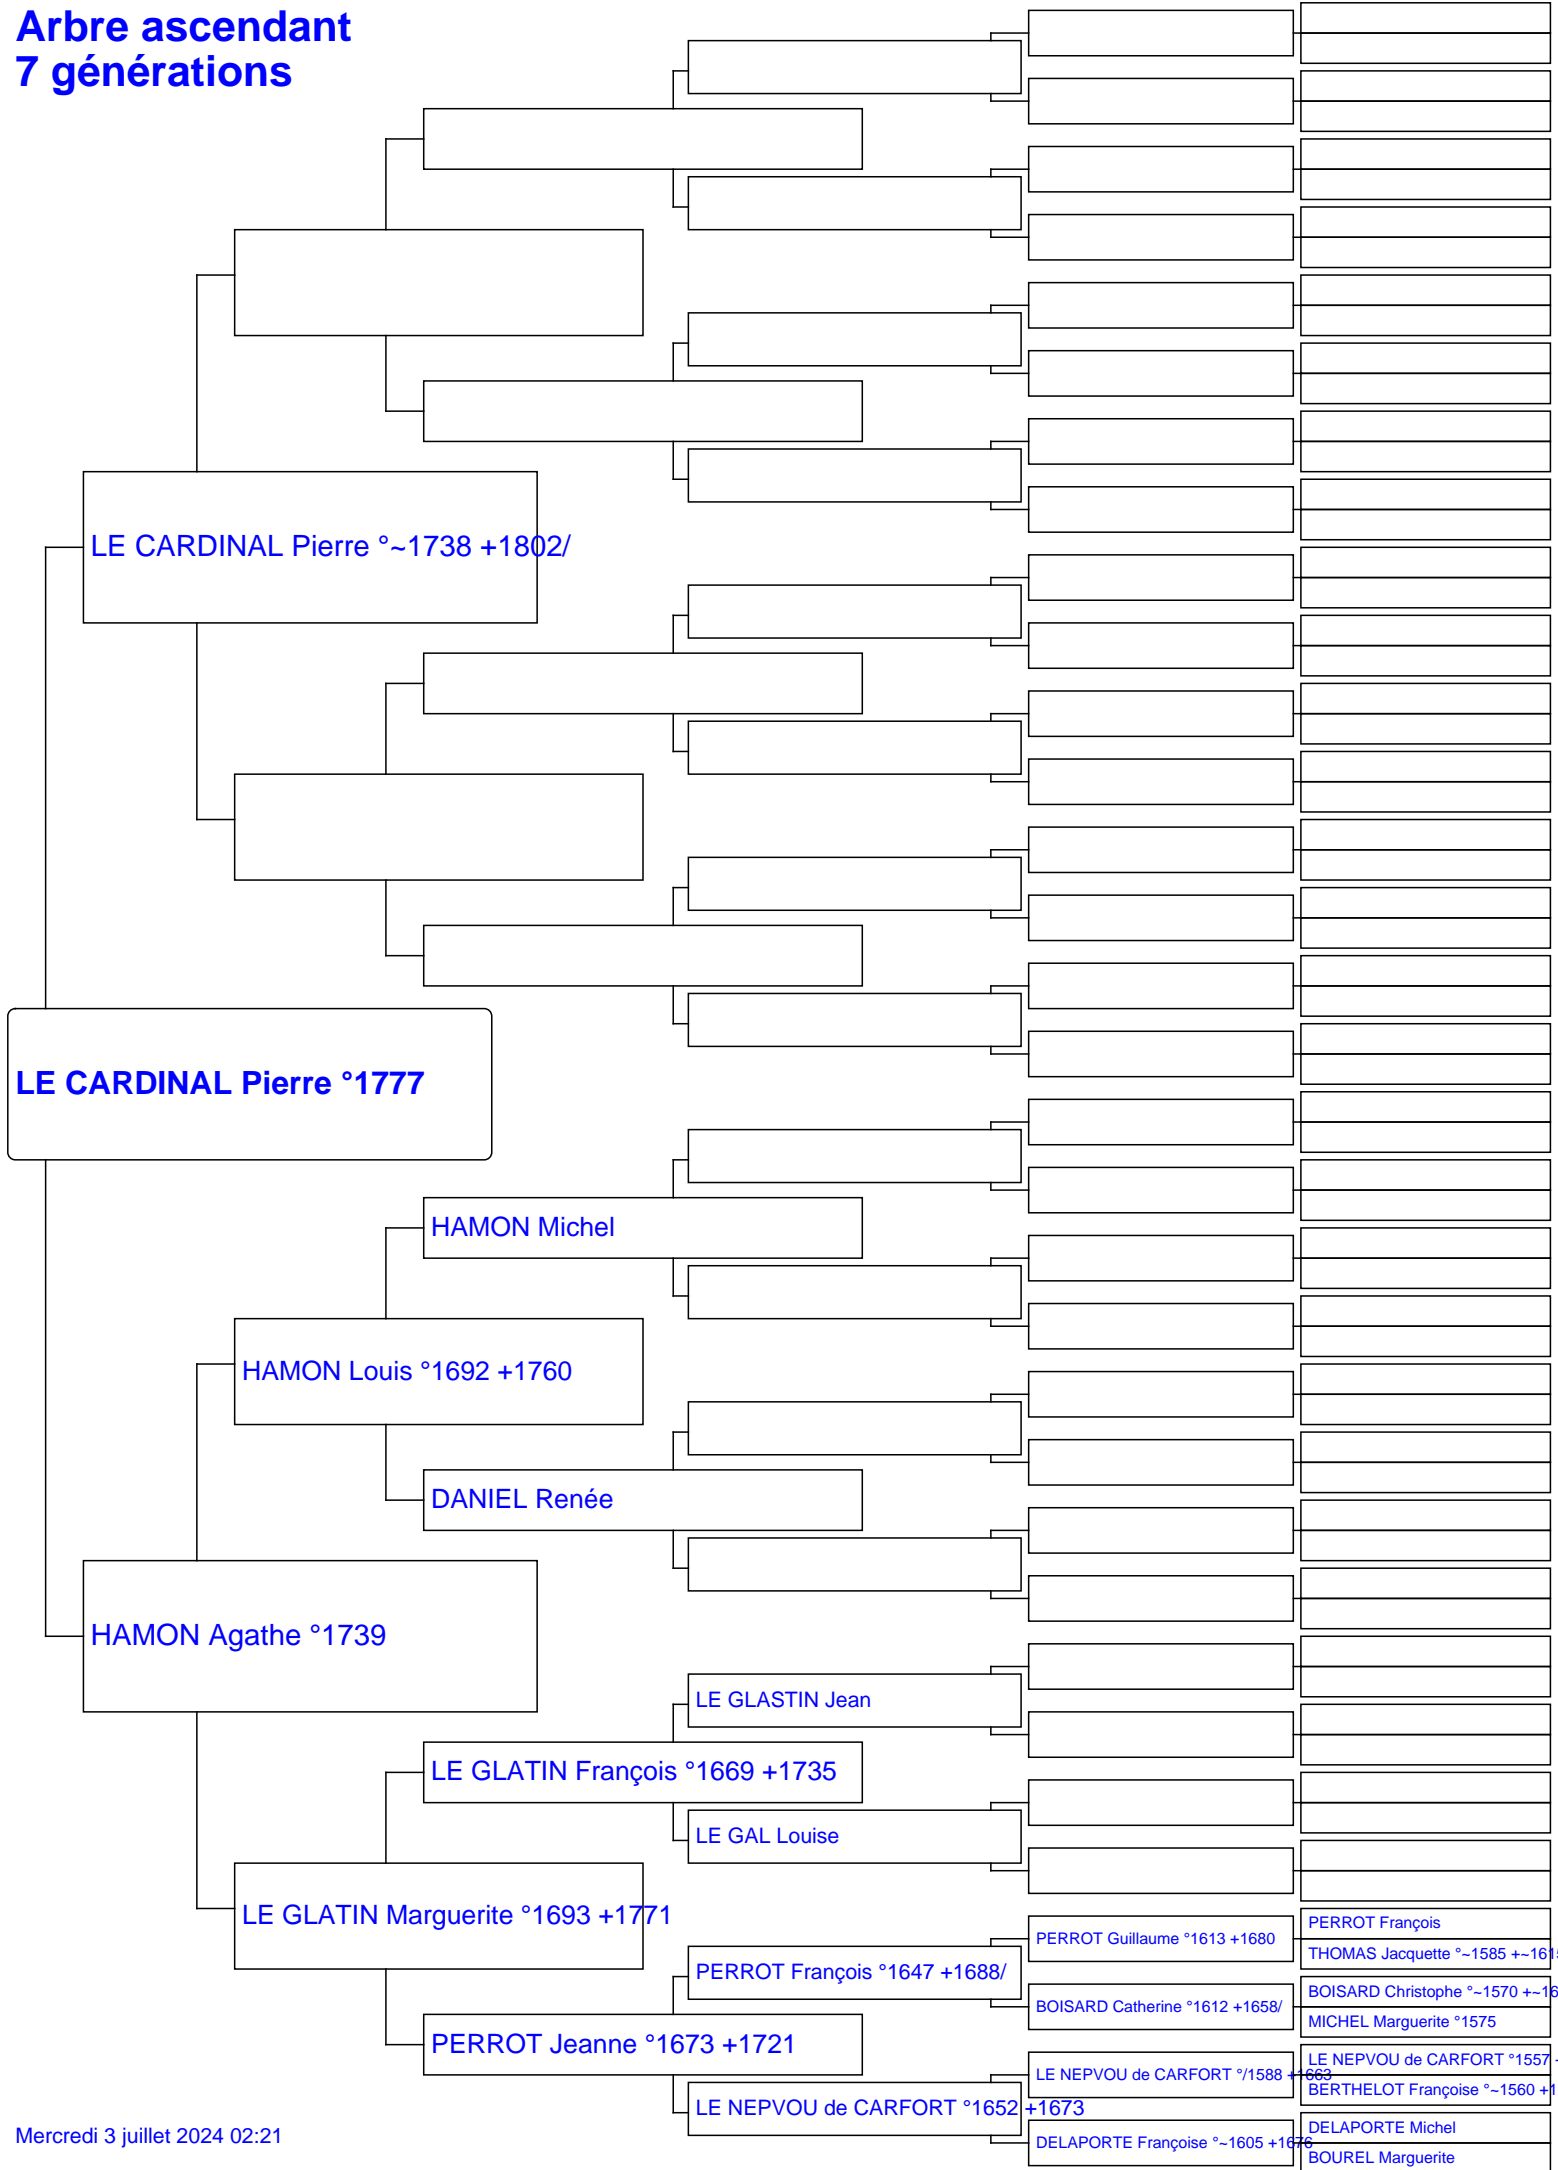 Arbre ascendant
7 générations
LE CARDINAL Pierre °~1738 +1802/
LE CARDINAL Pierre °1777
HAMON Michel
HAMON Louis °1692 +1760
DANIEL Renée
HAMON Agathe °1739
LE GLASTIN Jean
LE GLATIN François °1669 +1735
LE GAL Louise
LE GLATIN Marguerite °1693 +1771
PERROT François
PERROT Guillaume °1613 +1680
THOMAS Jacquette °~1585 +~1615
PERROT François °1647 +1688/
BOISARD Christophe °~1570 +~16
BOISARD Catherine °1612 +1658/
MICHEL Marguerite °1575
PERROT Jeanne °1673 +1721
LE NEPVOU de CARFORT °1557 +
LE NEPVOU de CARFORT °/1588 +1663
BERTHELOT Françoise °~1560 +1
LE NEPVOU de CARFORT °1652 +1673
DELAPORTE Michel
DELAPORTE Françoise °~1605 +1676
BOUREL Marguerite
Mercredi 3 juillet 2024 02:21